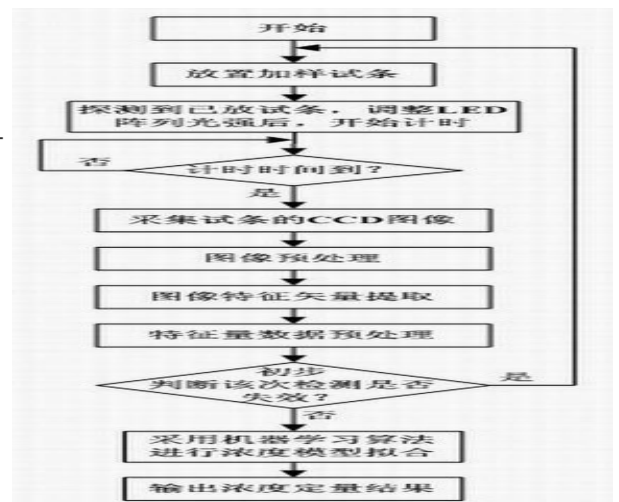 开始
放置加样试条
探测到已放试条，调整LED
阵列光强后，开始计时
否
计时时间到？
是
采集试条的CCD图像
图像预处理
图像特征矢量提取
特征量数据预处理
初步
判断该次检测是否
失效？
是
否
采用机器学习算法
进行浓度模型拟合
输出浓度定量结果